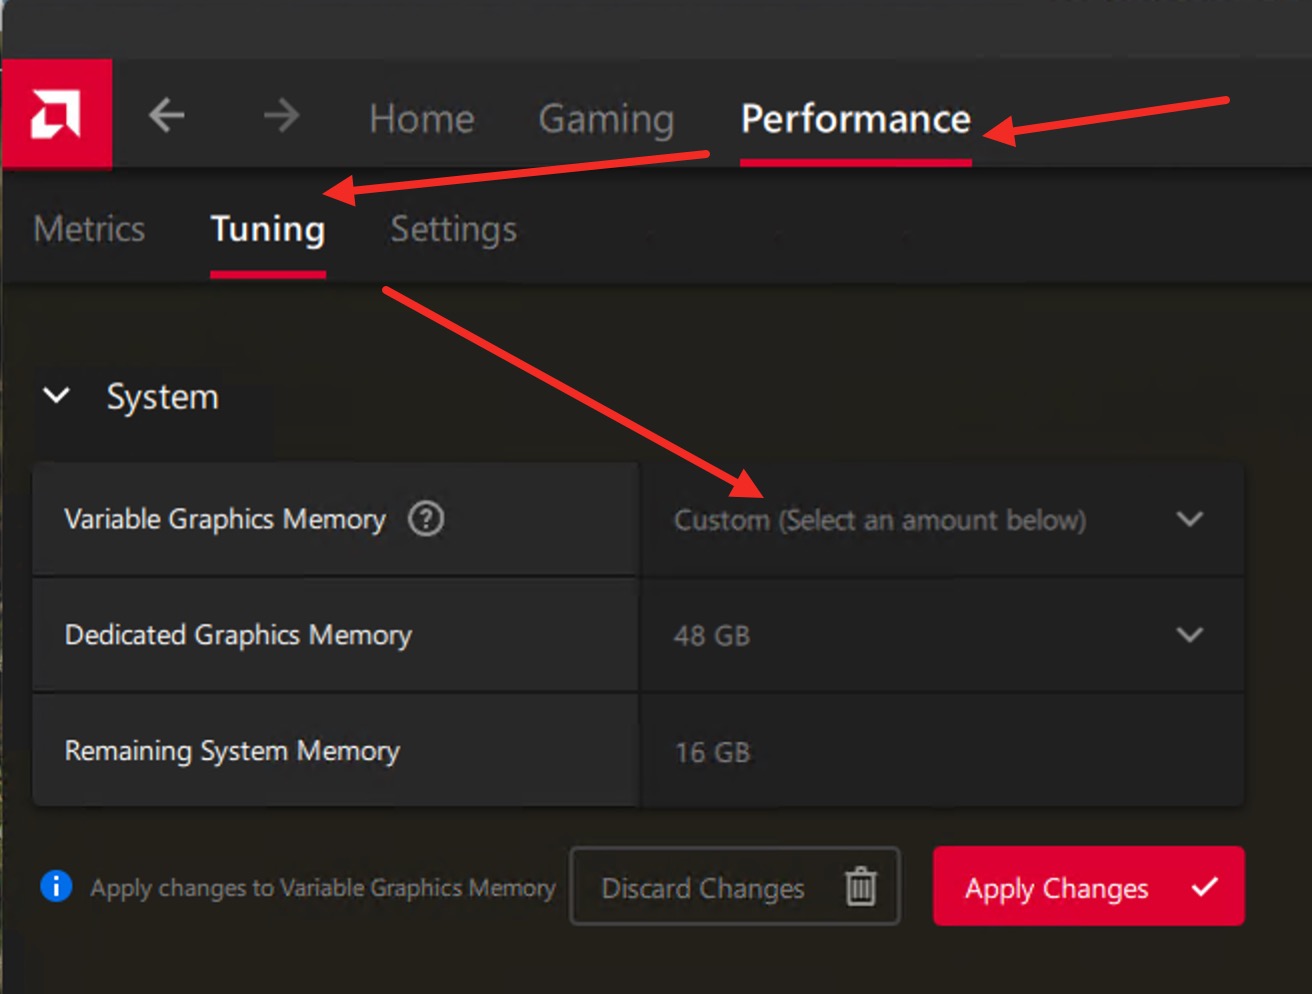 Home Gaming Performance
Metrics Tuning Settings
System
Variable Graphics Memory ? Custom (Select an amount below)
Dedicated Graphics Memory 48 GB
Remaining System Memory 16 GB
i Apply changes to Variable Graphics Memory Discard Changes Apply Changes